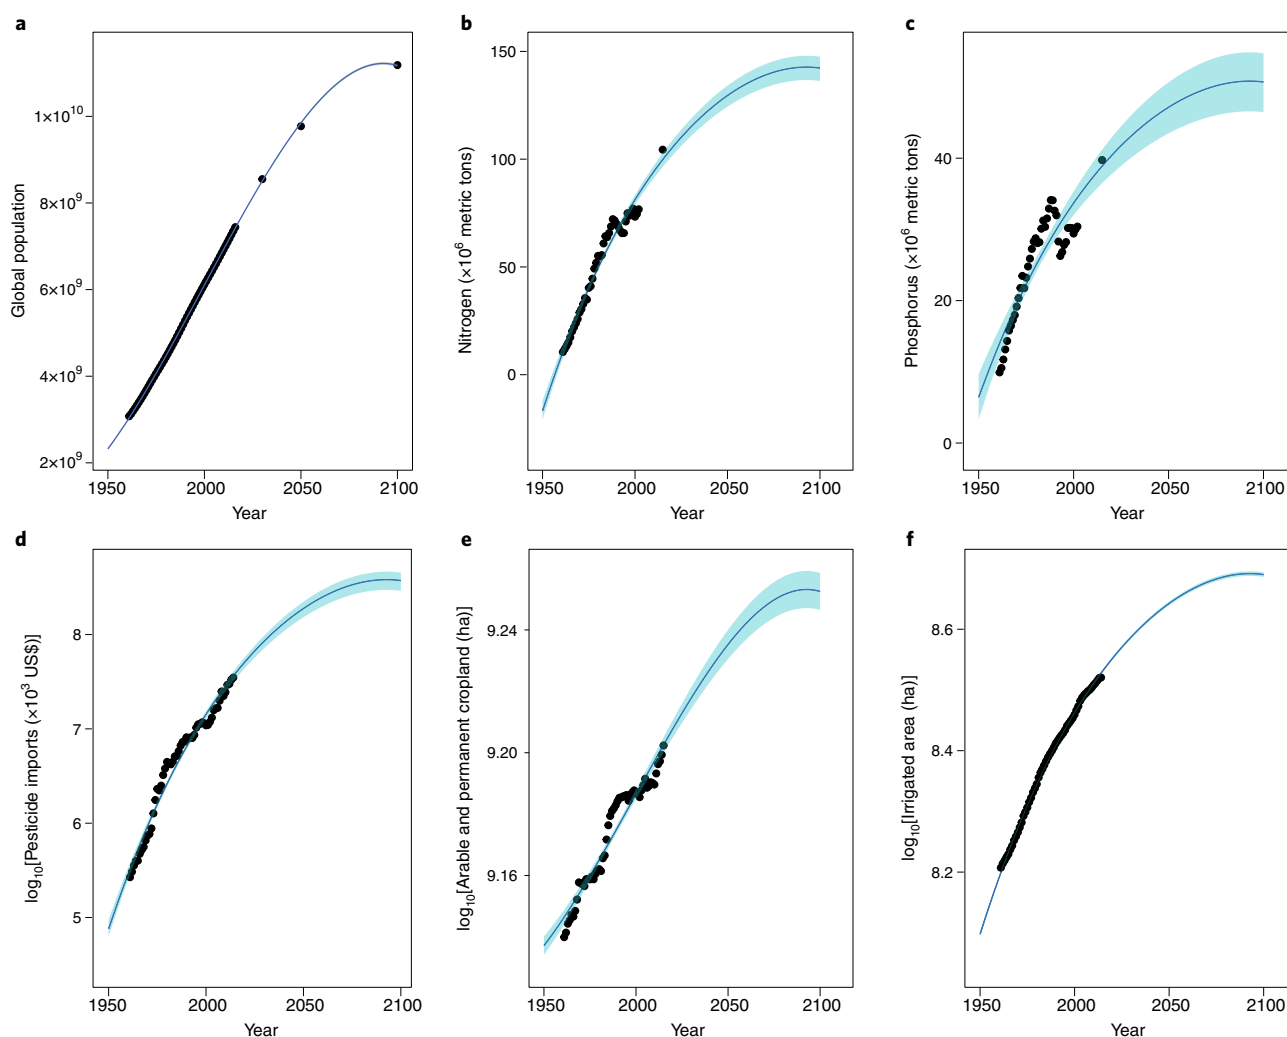 a
Global population
1×10¹⁰
8×10⁹
6×10⁹
4×10⁹
2×10⁹
1950 2000 2050 2100
Year
b
Nitrogen (×10⁶ metric tons)
150
100
50
0
1950 2000 2050 2100
Year
c
Phosphorus (×10⁶ metric tons)
40
20
0
1950 2000 2050 2100
Year
d
log₁₀[Pesticide imports (×10³ US$)]
8
7
6
5
1950 2000 2050 2100
Year
e
log₁₀[Arable and permanent cropland (ha)]
9.24
9.20
9.16
1950 2000 2050 2100
Year
f
log₁₀[Irrigated area (ha)]
8.6
8.4
8.2
1950 2000 2050 2100
Year